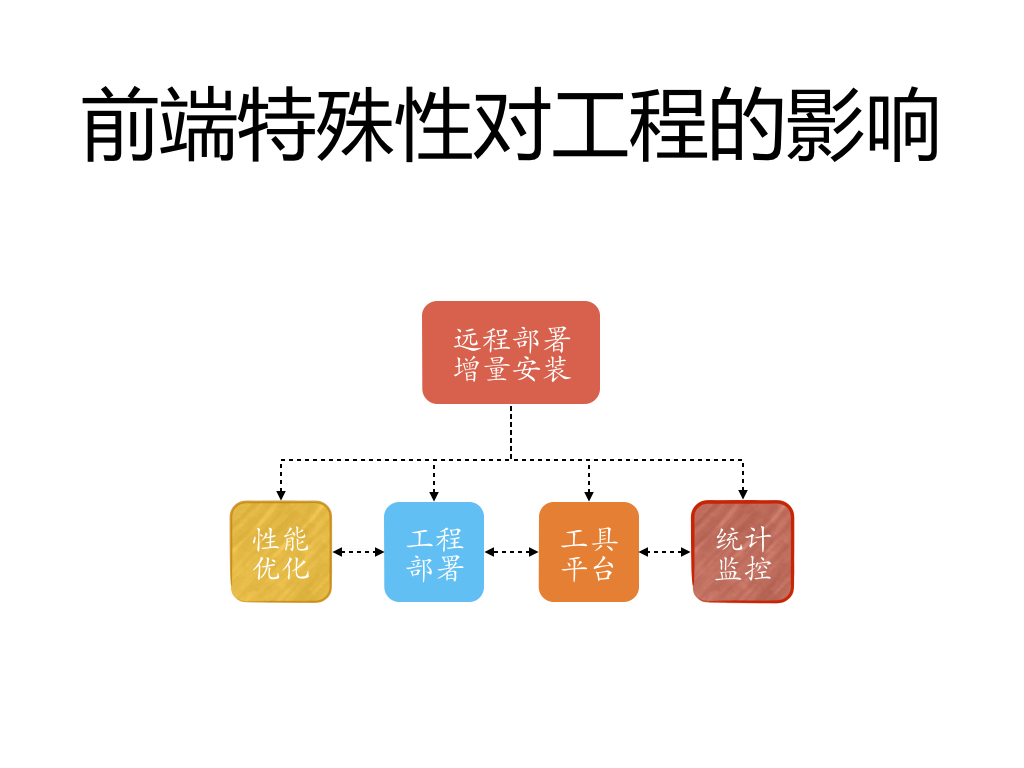 前端特殊性对工程的影响
远程部署
增量安装
性能
优化
工程
部署
工具
平台
统计
监控